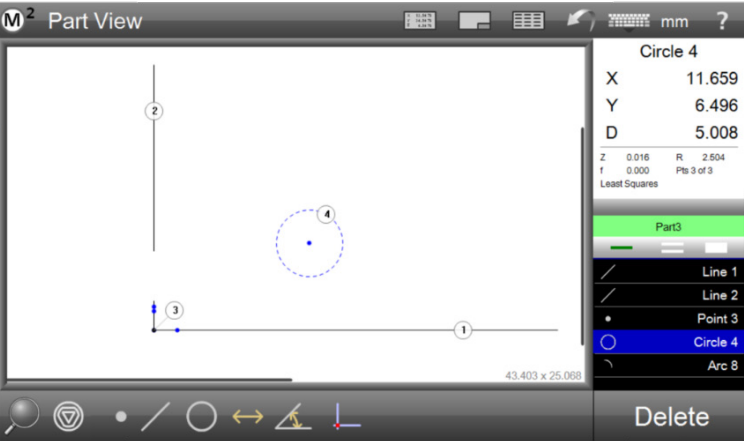 M² Part View
mm ?
Circle 4
X 11.659
Y 6.496
D 5.008
Z 0.016 R 2.504
f 0.000 Pts 3 of 3
Least Squares
Part3
Line 1
Line 2
Point 3
Circle 4
Arc 8
2
4
3
1
43.403 x 25.068
Delete